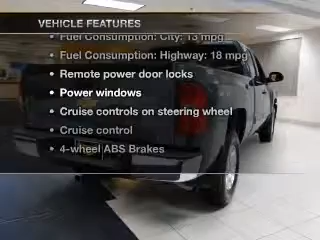 VEHICLE FEATURES
• Fuel Consumption: City: 13 mpg
• Fuel Consumption: Highway: 18 mpg
• Remote power door locks
• Power windows
• Cruise controls on steering wheel
• Cruise control
• 4-wheel ABS Brakes